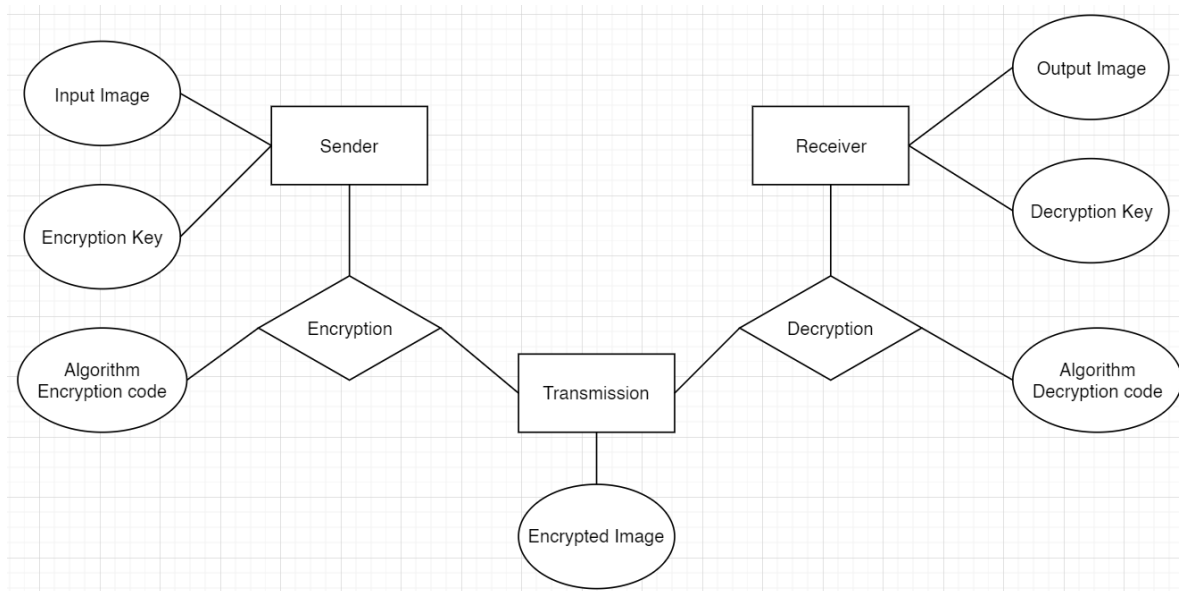 Input Image
Output Image
Sender
Receiver
Encryption Key
Decryption Key
Encryption
Decryption
Algorithm
Encryption code
Transmission
Algorithm
Decryption code
Encrypted Image